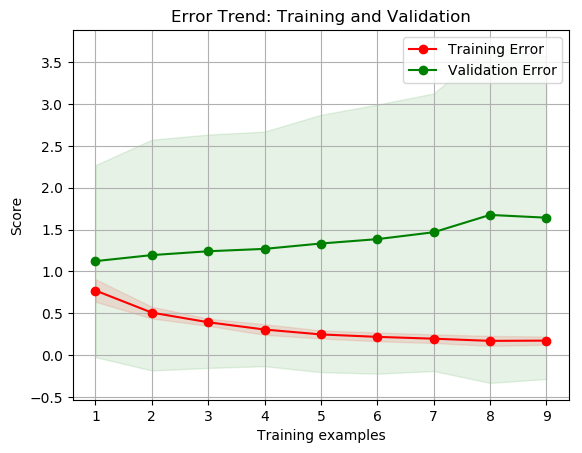 Error Trend: Training and Validation
Training Error
Validation Error
Score
3.5
3.0
2.5
2.0
1.5
1.0
0.5
0.0
−0.5
1 2 3 4 5 6 7 8 9
Training examples